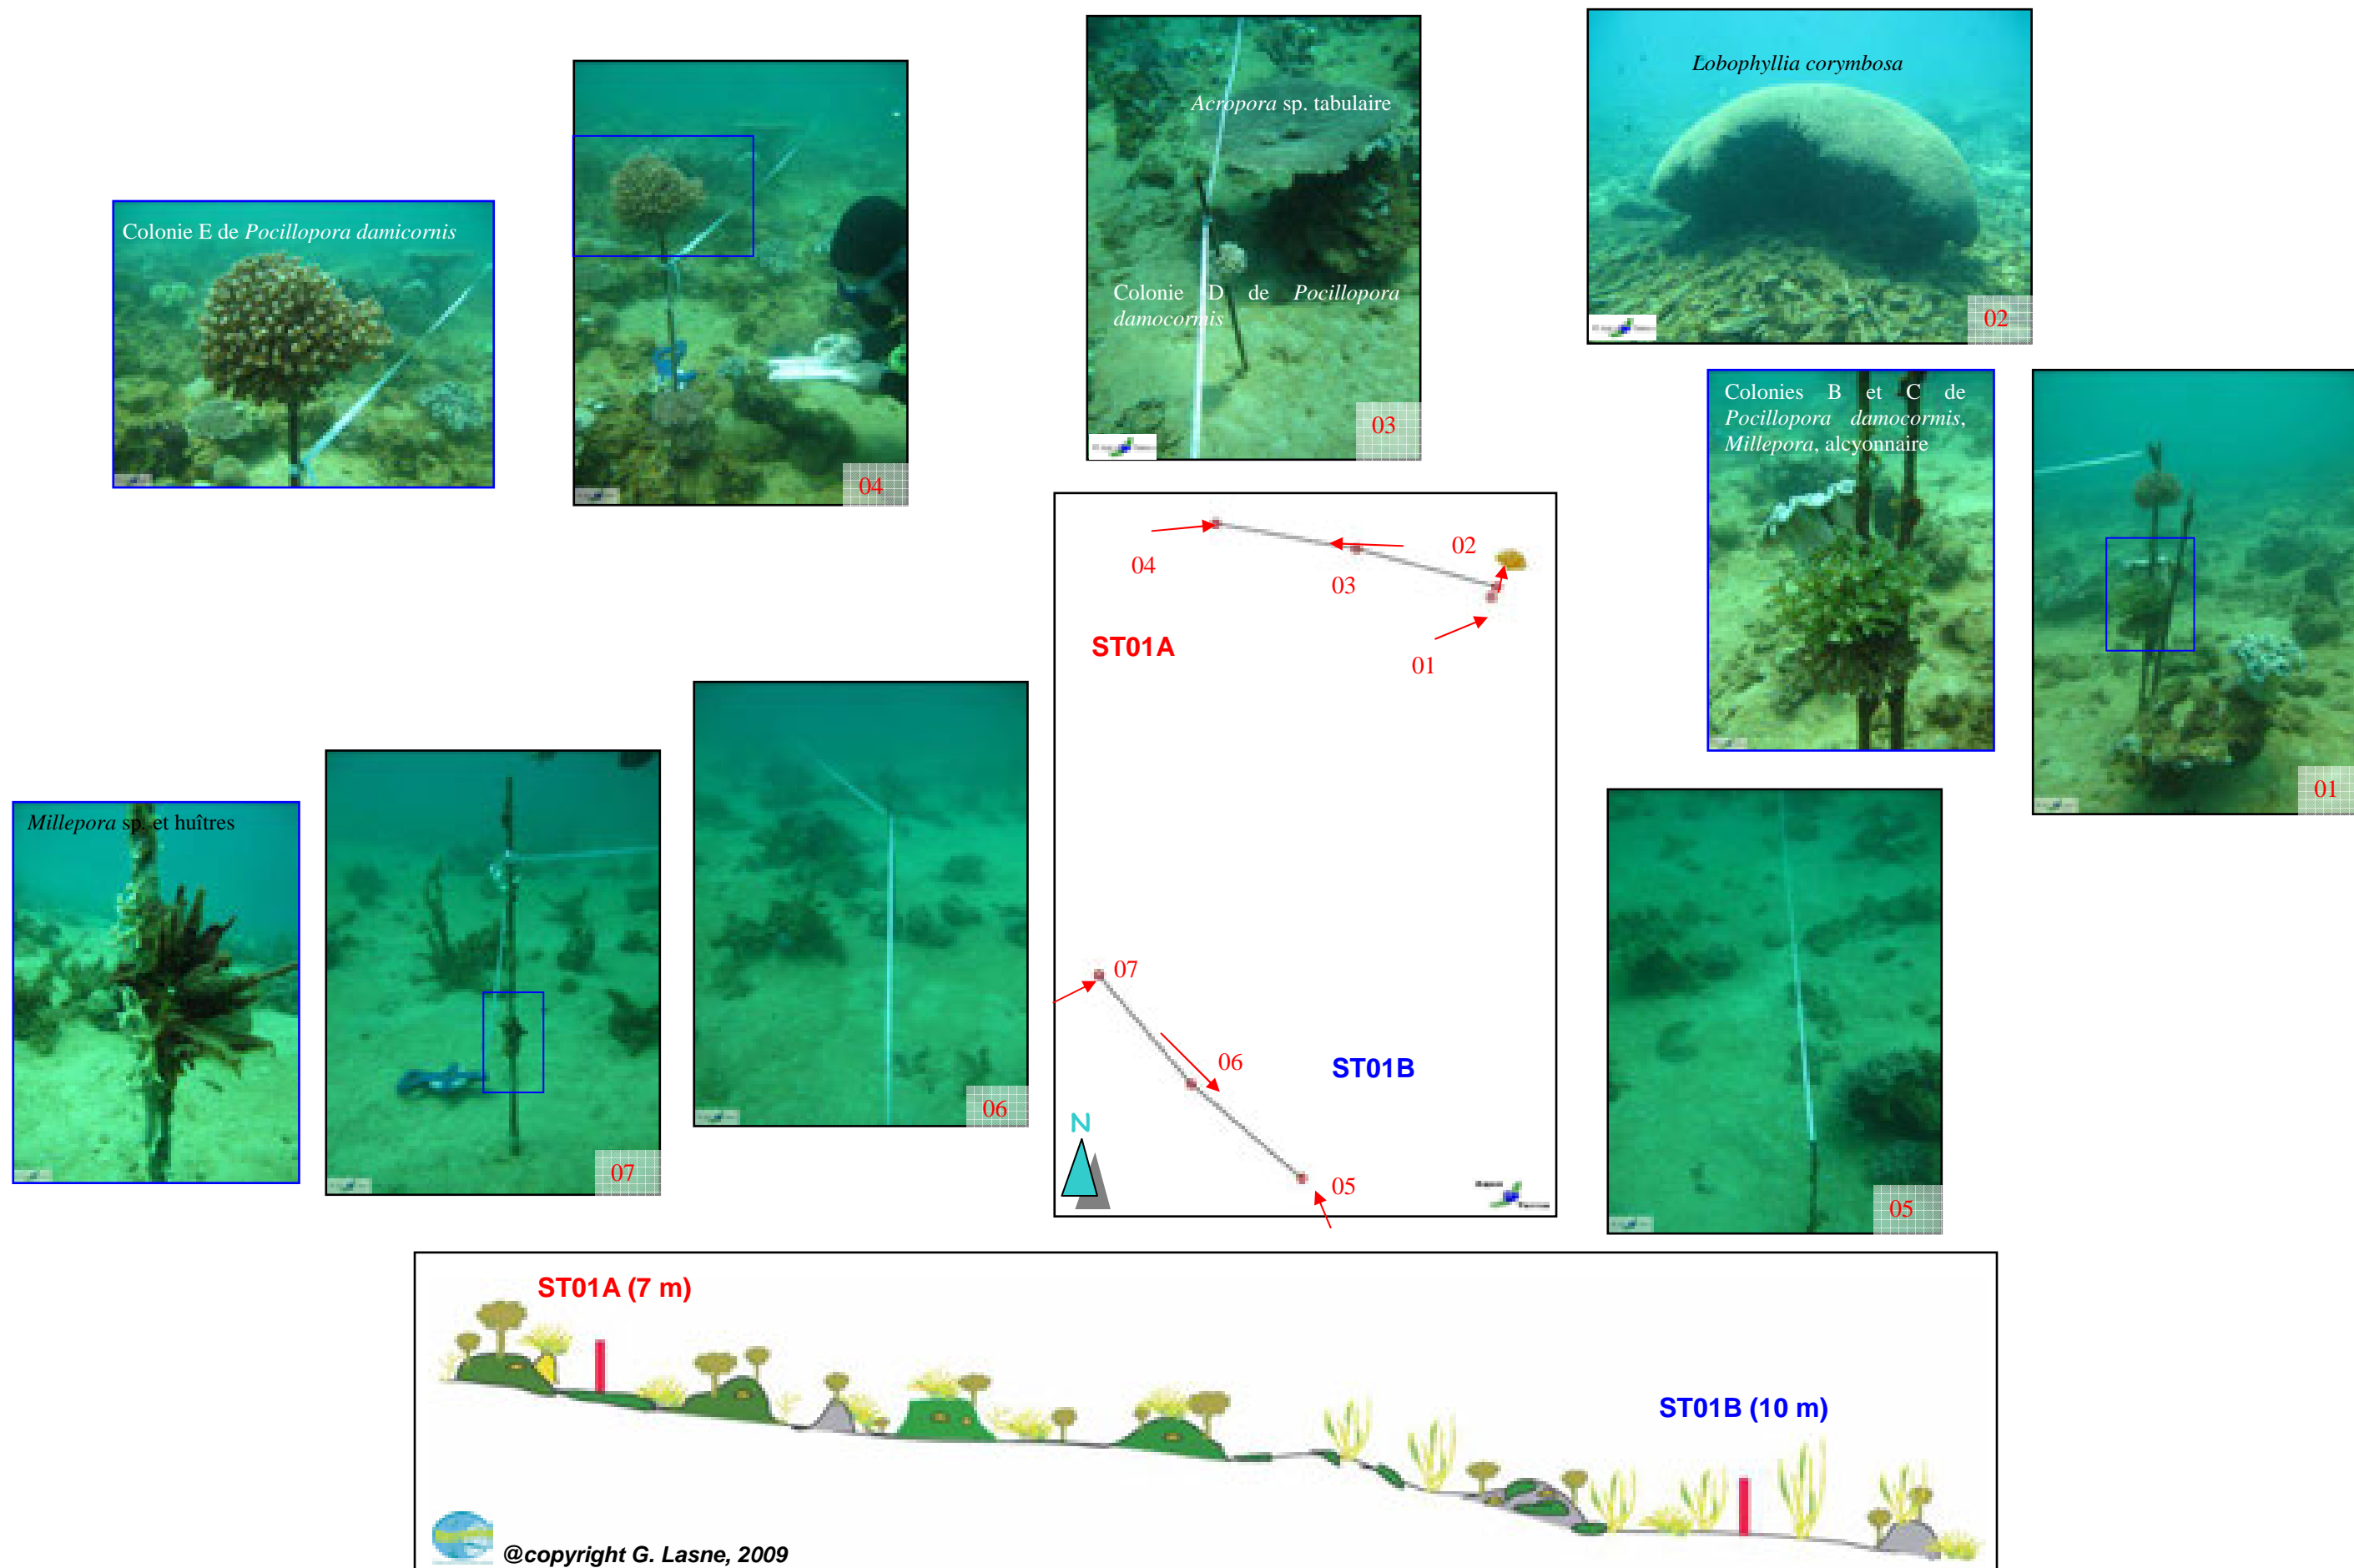 Lobophyllia corymbosa
Acropora sp. tabulaire
Colonie E de Pocillopora damicornis
Colonie D de Pocillopora
damocormis
02
Colonies B et C de
Pocillopora damocormis,
Millepora, alcyonnaire
03
04
01
04
03
02
01
ST01A
Millepora sp. et huîtres
07
06
05
ST01B
N
07
06
05
ST01A (7 m)
ST01B (10 m)
@copyright G. Lasne, 2009